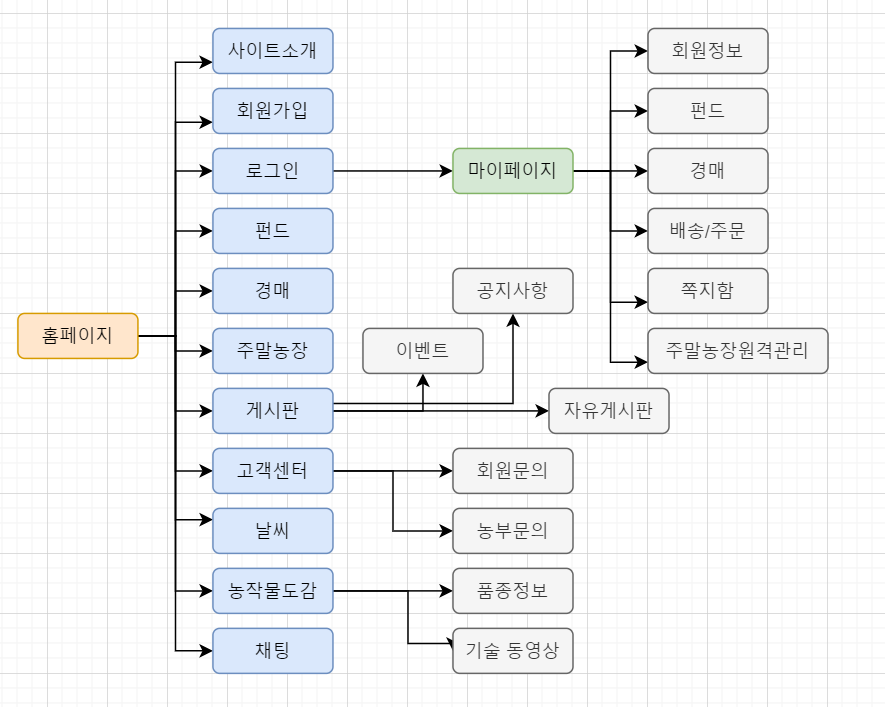 홈페이지
사이트소개
회원가입
로그인
펀드
경매
주말농장
게시판
고객센터
날씨
농작물도감
채팅
마이페이지
공지사항
이벤트
자유게시판
회원문의
농부문의
품종정보
기술 동영상
회원정보
펀드
경매
배송/주문
쪽지함
주말농장원격관리